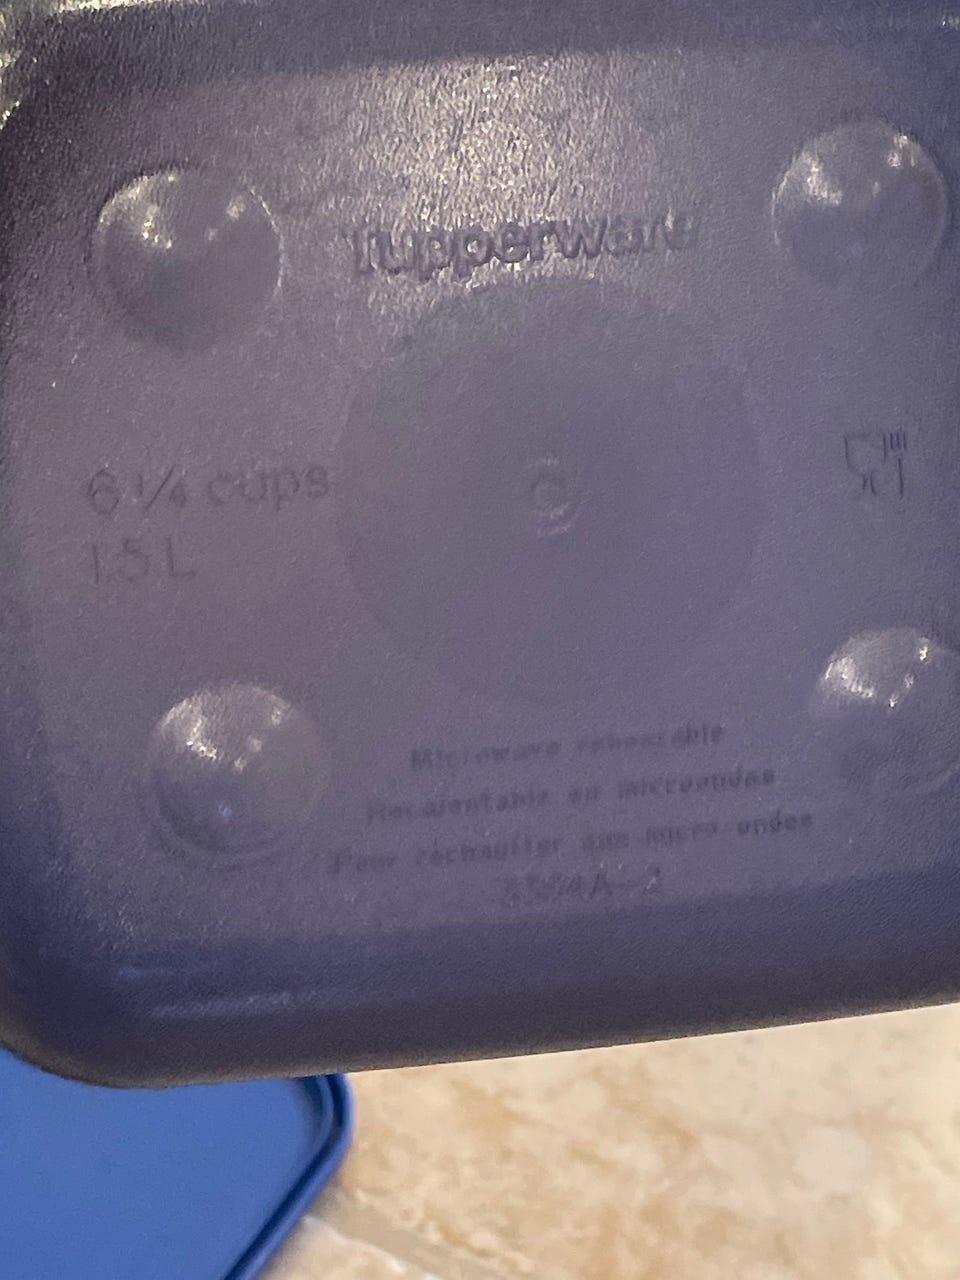 Tupperware
6 1/4 cups
1.5 L
Microwave reheatable
Recalentable en microondas
Pour réchauffer aux micro-ondes